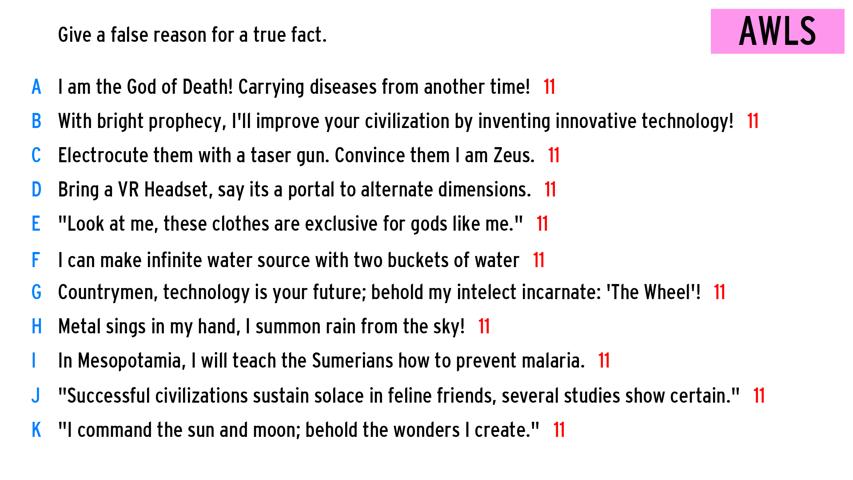 Give a false reason for a true fact.
AWLS
A I am the God of Death! Carrying diseases from another time! 11
B With bright prophecy, I'll improve your civilization by inventing innovative technology! 11
C Electrocute them with a taser gun. Convince them I am Zeus. 11
D Bring a VR Headset, say its a portal to alternate dimensions. 11
E "Look at me, these clothes are exclusive for gods like me." 11
F I can make infinite water source with two buckets of water 11
G Countrymen, technology is your future; behold my intelect incarnate: 'The Wheel'! 11
H Metal sings in my hand, I summon rain from the sky! 11
I In Mesopotamia, I will teach the Sumerians how to prevent malaria. 11
J "Successful civilizations sustain solace in feline friends, several studies show certain." 11
K "I command the sun and moon; behold the wonders I create." 11